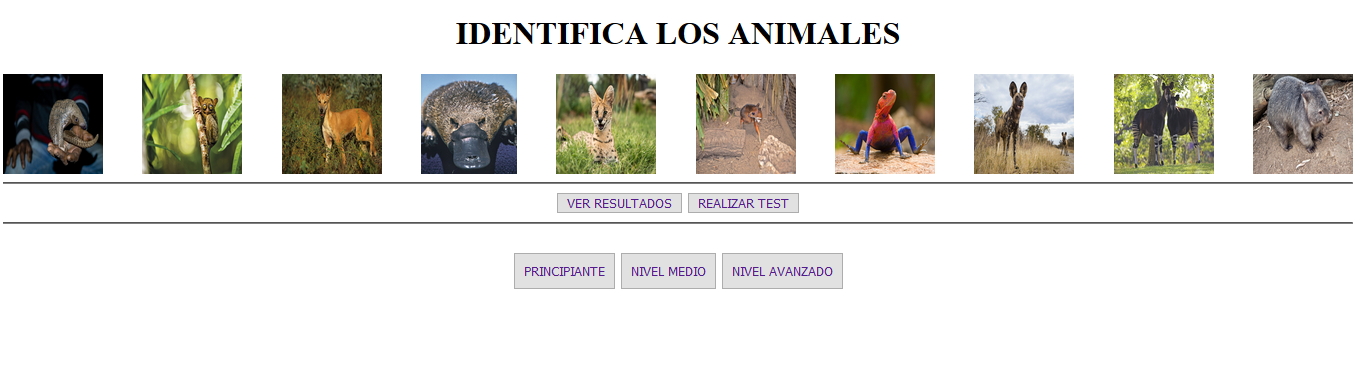 IDENTIFICA LOS ANIMALES
VER RESULTADOS REALIZAR TEST
PRINCIPIANTE NIVEL MEDIO NIVEL AVANZADO